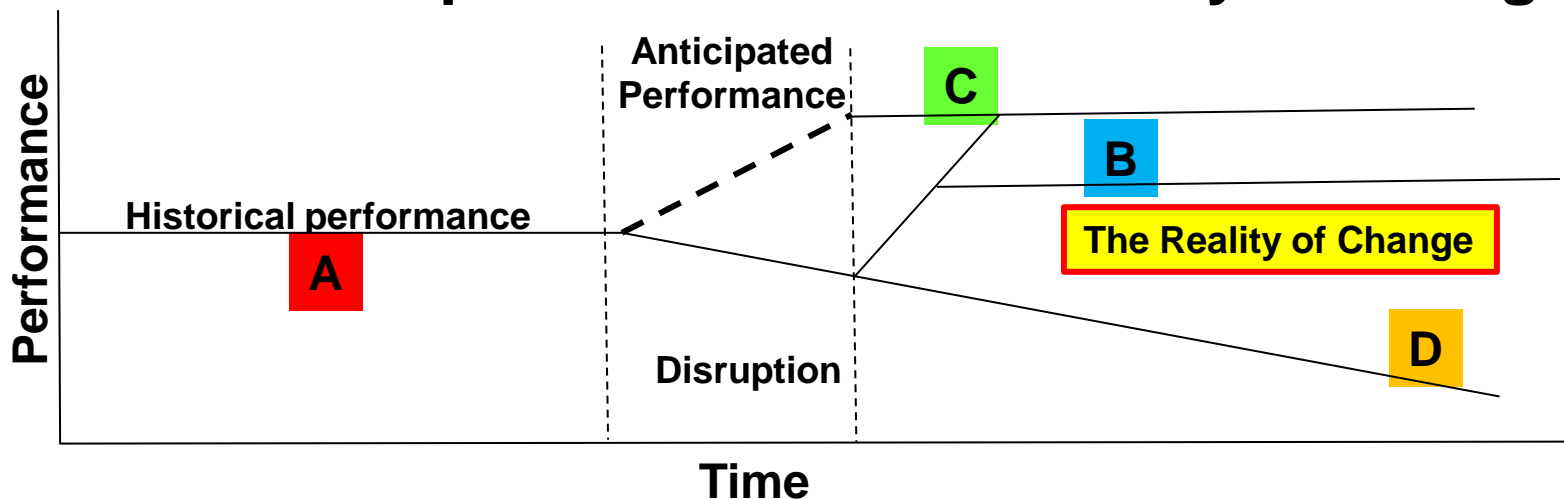 Anticipated
Performance
C
B
Historical performance
The Reality of Change
A
Performance
D
Disruption
Time